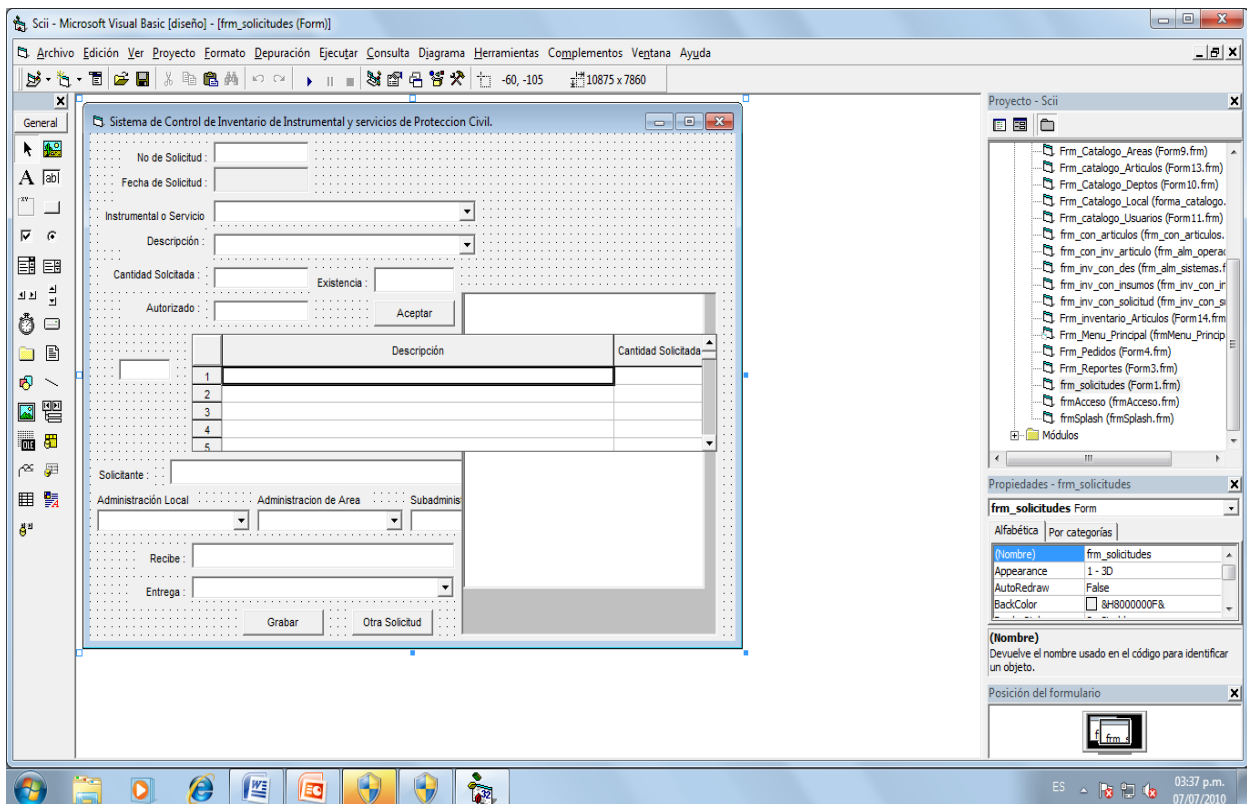 Scii - Microsoft Visual Basic [diseño] - [frm_solicitudes (Form)]
Archivo Edición Ver Proyecto Formato Depuración Ejecutar Consulta Diagrama Herramientas Complementos Ventana Ayuda
-60, -105 10875 x 7860
General
Sistema de Control de Inventario de Instrumental y servicios de Proteccion Civil.
No de Solicitud :
Fecha de Solicitud :
Instrumental o Servicio
Descripción :
Cantidad Solcitada :
Existencia :
Autorizado :
Aceptar
Descripción Cantidad Solicitada
1
2
3
4
5
Solicitante :
Administración Local Administracion de Area Subadminis
Recibe :
Entrega :
Grabar Otra Solicitud
Proyecto - Scii
Frm_Catalogo_Areas (Form9.frm)
Frm_catalogo_Articulos (Form13.frm)
Frm_Catalogo_Deptos (Form10.frm)
Frm_Catalogo_Local (forma_catalogo.
Frm_catalogo_Usuarios (Form11.frm)
frm_con_articulos (frm_con_articulos.
frm_con_inv_articulo (frm_alm_operac
frm_inv_con_des (frm_alm_sistemas.f
frm_inv_con_insumos (frm_inv_con_in
frm_inv_con_solicitud (frm_inv_con_s
Frm_inventario_Articulos (Form14.frm
Frm_Menu_Principal (frmMenu_Princip
Frm_Pedidos (Form4.frm)
Frm_Reportes (Form3.frm)
frm_solicitudes (Form1.frm)
frmAcceso (frmAcceso.frm)
frmSplash (frmSplash.frm)
Módulos
Propiedades - frm_solicitudes
frm_solicitudes Form
Alfabética Por categorías
(Nombre) frm_solicitudes
Appearance 1 - 3D
AutoRedraw False
BackColor &H8000000F&
(Nombre)
Devuelve el nombre usado en el código para identificar
un objeto.
Posición del formulario
ES 03:37 p.m.
07/07/2010